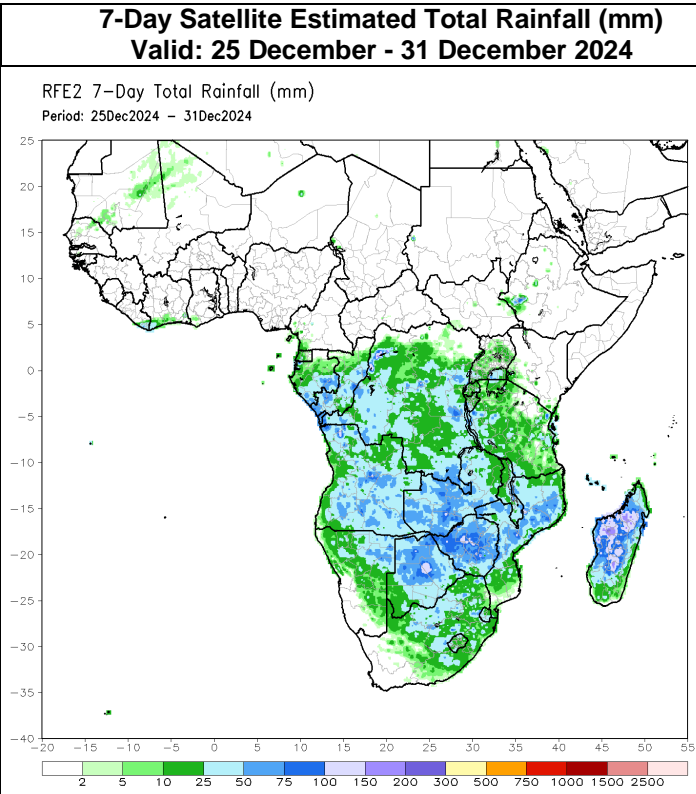 7-Day Satellite Estimated Total Rainfall (mm)
Valid: 25 December - 31 December 2024
RFE2 7-Day Total Rainfall (mm)
Period: 25Dec2024 - 31Dec2024
25
20
15
10
5
0
-5
-10
-15
-20
-25
-30
-35
-40
-20 -15 -10 -5 0 5 10 15 20 25 30 35 40 45 50 55
2 5 10 25 50 75 100 150 200 300 500 750 1000 1500 2500